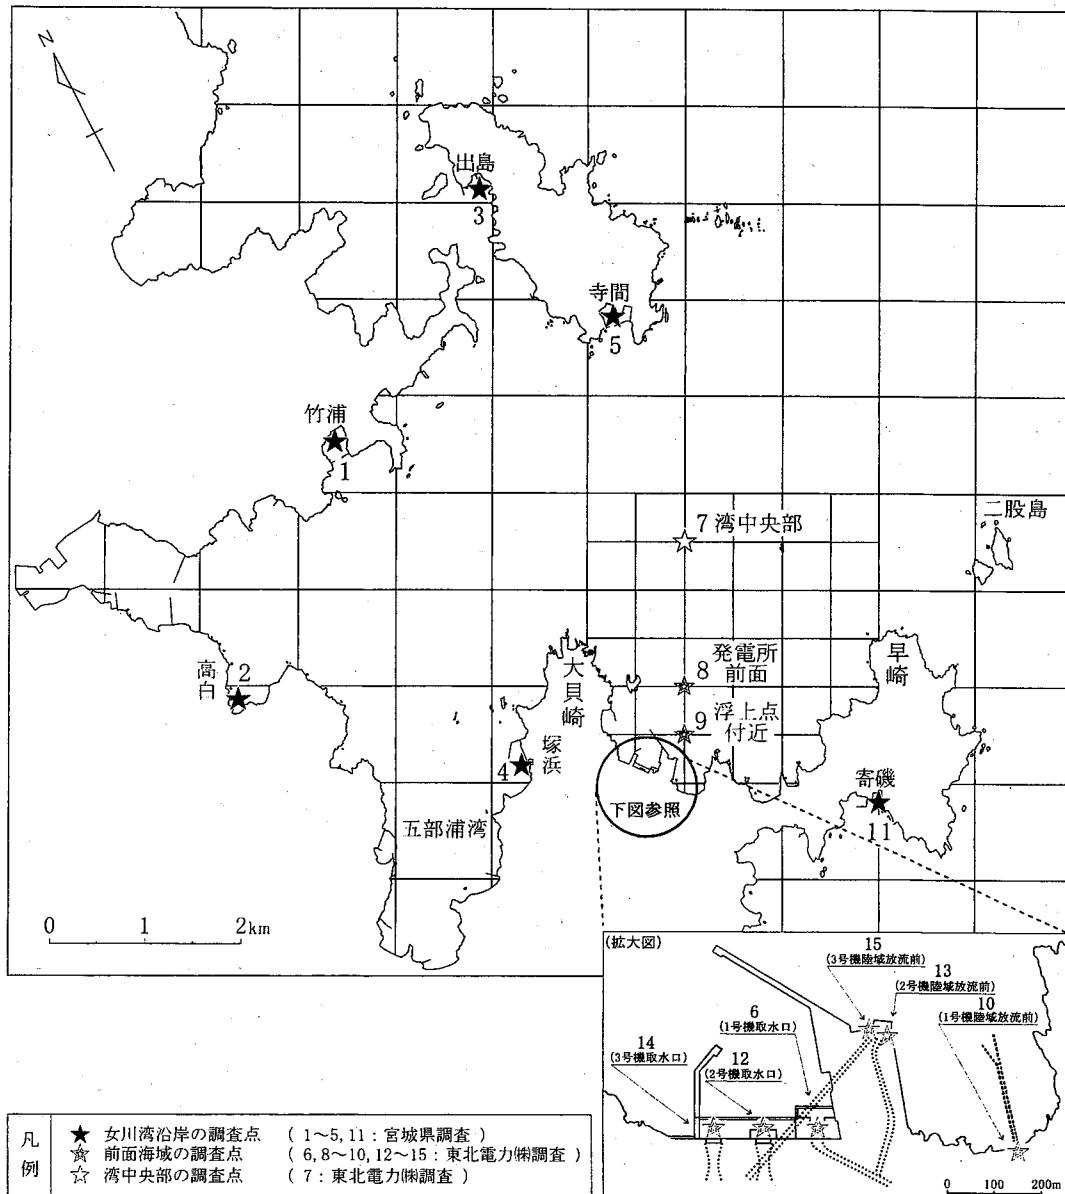 N
出島
3
寺間
5
竹浦
1
7 湾中央部
二股島
高白
2
大貝崎
8
発電所
前面
早崎
9
浮上点
付近
塚浜
4
寄磯
11
下図参照
五部浦湾
0 1 2km
(拡大図)
15
(3号機陸域放流前)
13
(2号機陸域放流前)
10
(1号機陸域放流前)
6
(1号機取水口)
14
(3号機取水口)
12
(2号機取水口)
0 100 200m
凡例
★ 女川湾沿岸の調査点 ( 1~5, 11 : 宮城県調査 )
前面海域の調査点 ( 6, 8~10, 12~15 : 東北電力㈱調査 )
☆ 湾中央部の調査点 ( 7 : 東北電力㈱調査 )